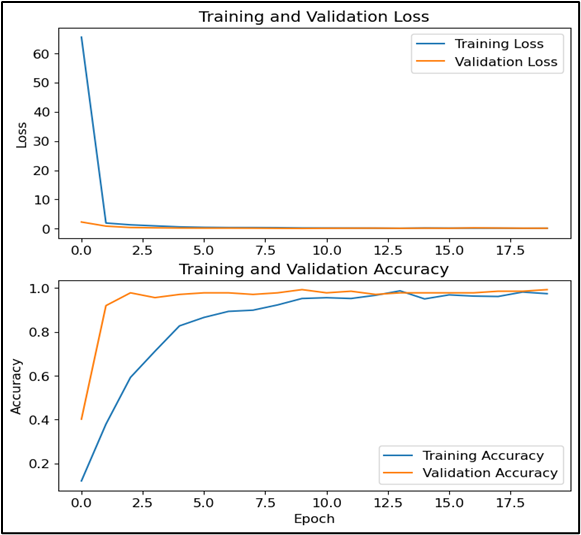 Training and Validation Loss
60
50
40
30
20
10
0
Loss
Training Loss
Validation Loss
0.0 2.5 5.0 7.5 10.0 12.5 15.0 17.5
Training and Validation Accuracy
1.0
0.8
0.6
0.4
0.2
Accuracy
Training Accuracy
Validation Accuracy
0.0 2.5 5.0 7.5 10.0 12.5 15.0 17.5
Epoch